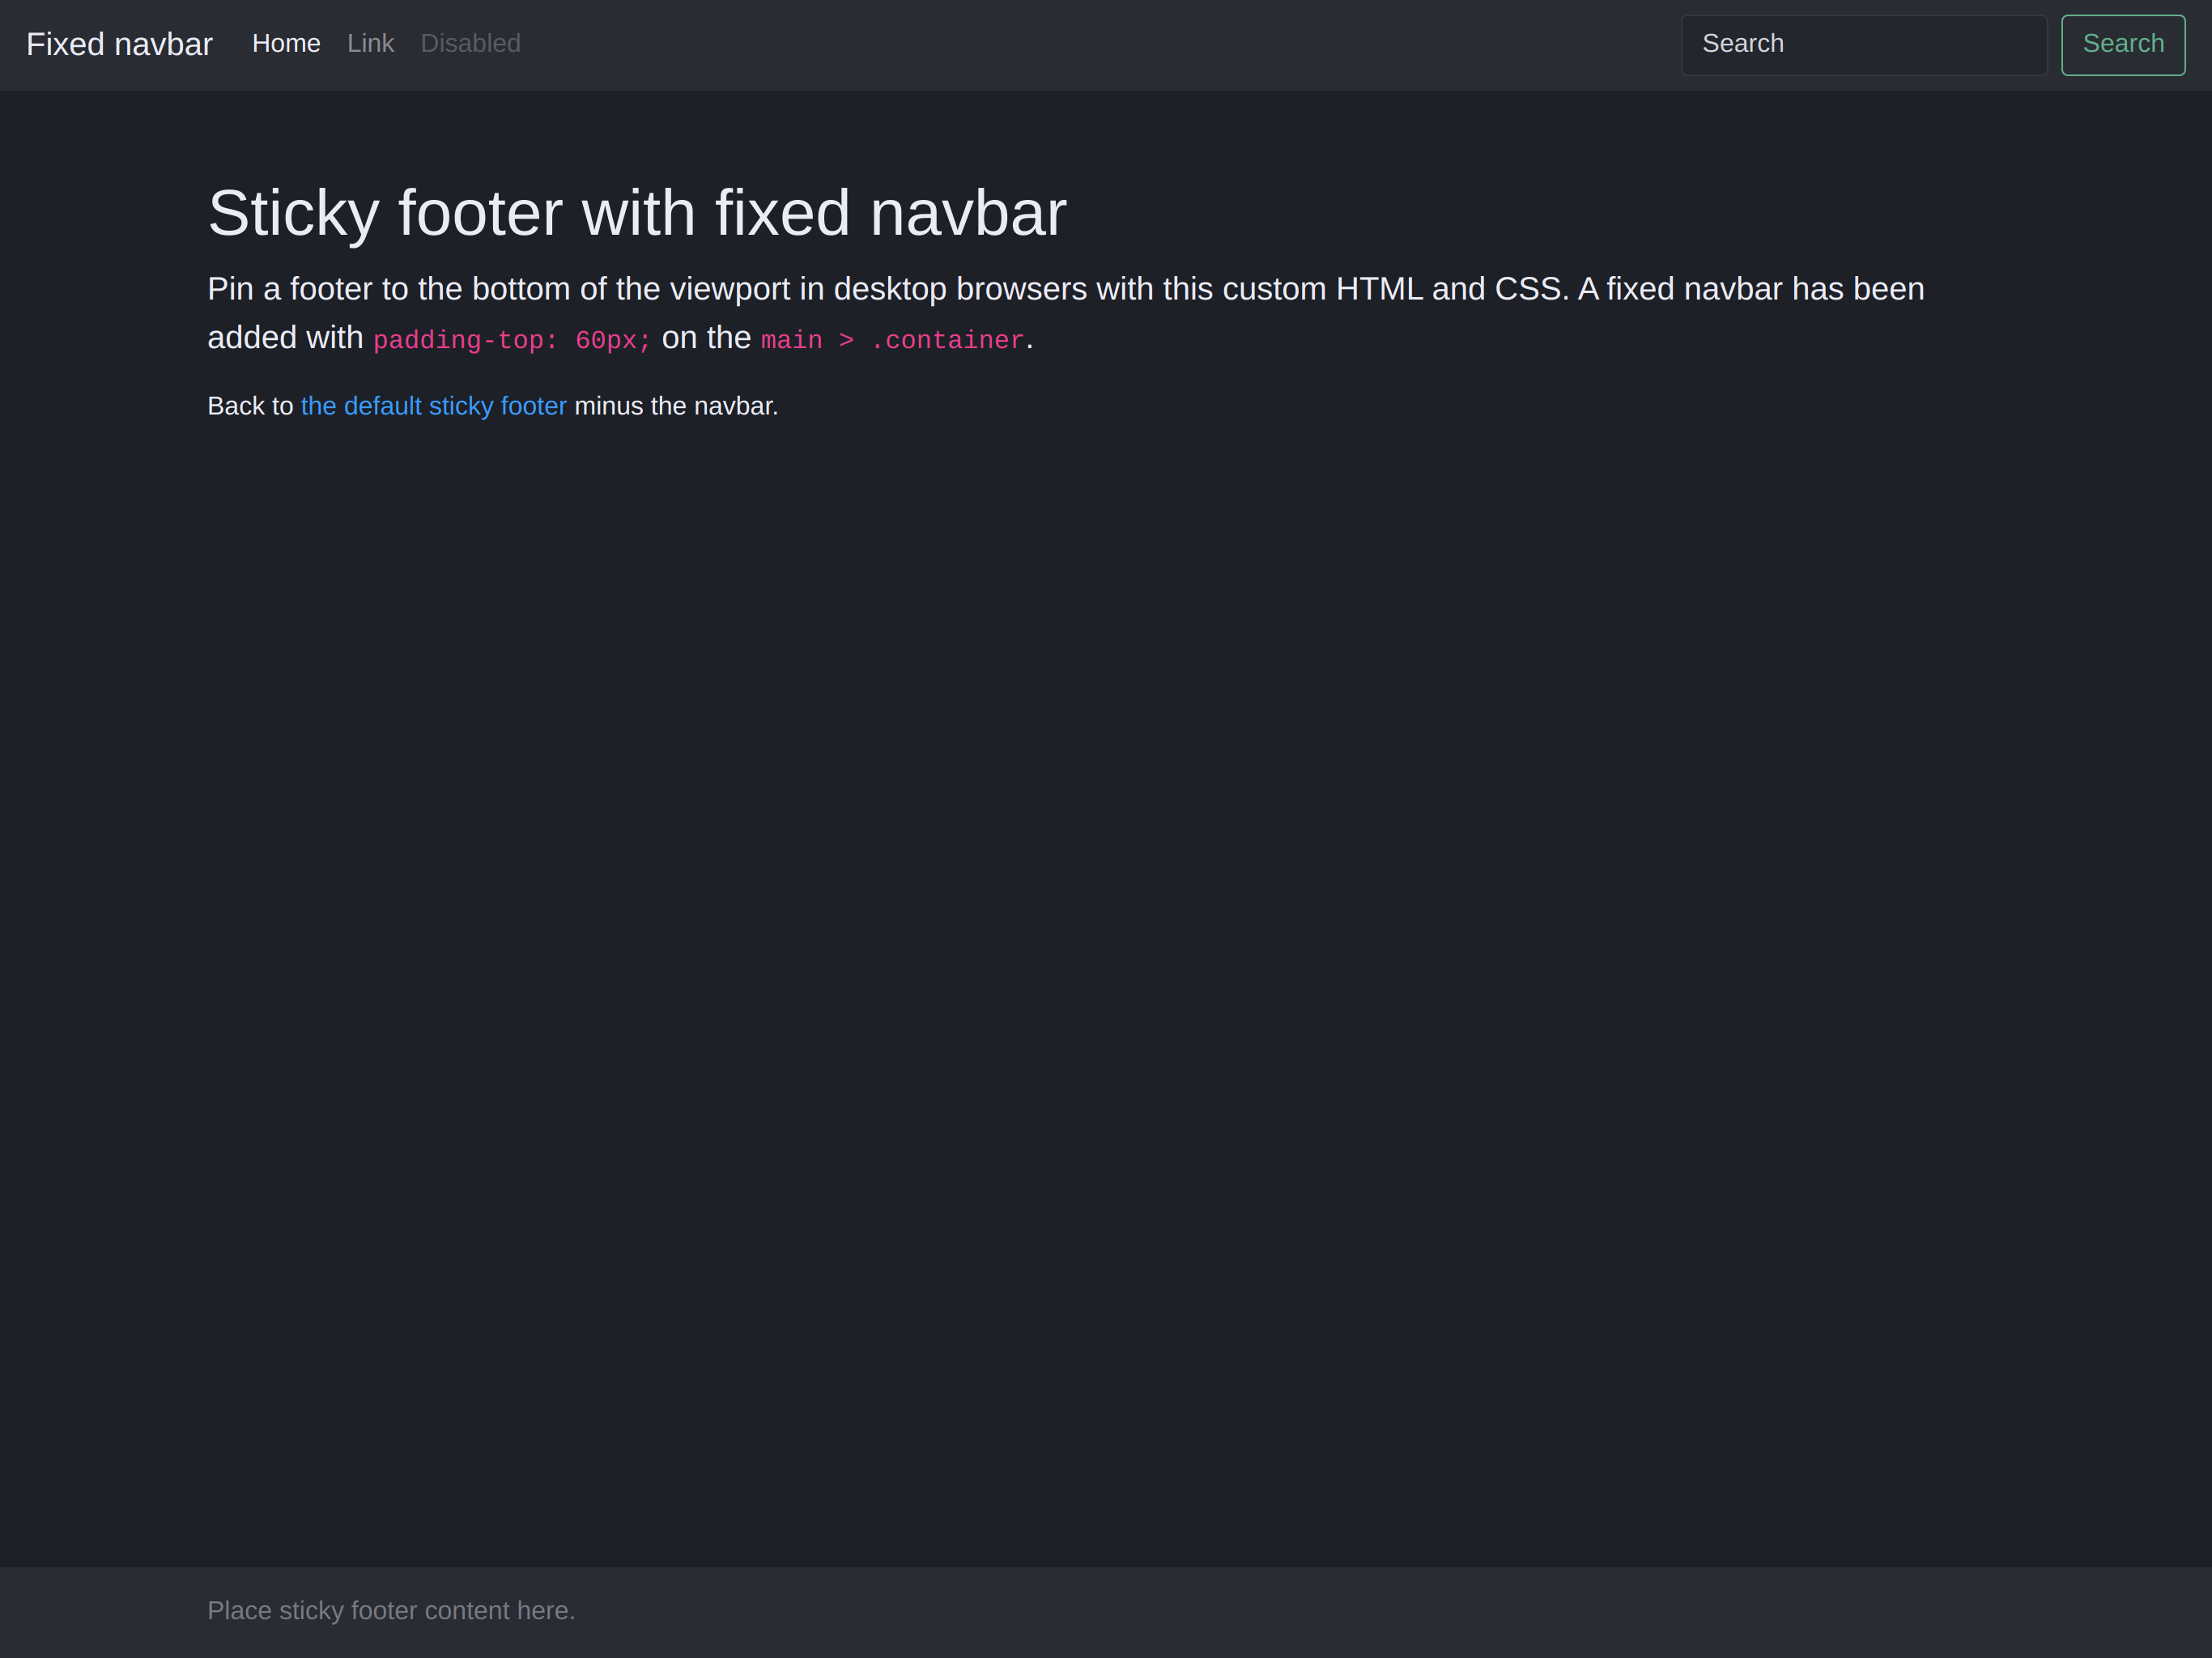 Fixed navbar Home Link Disabled Search Search
Sticky footer with fixed navbar
Pin a footer to the bottom of the viewport in desktop browsers with this custom HTML and CSS. A fixed navbar has been
added with padding-top: 60px; on the main > .container.
Back to the default sticky footer minus the navbar.
Place sticky footer content here.